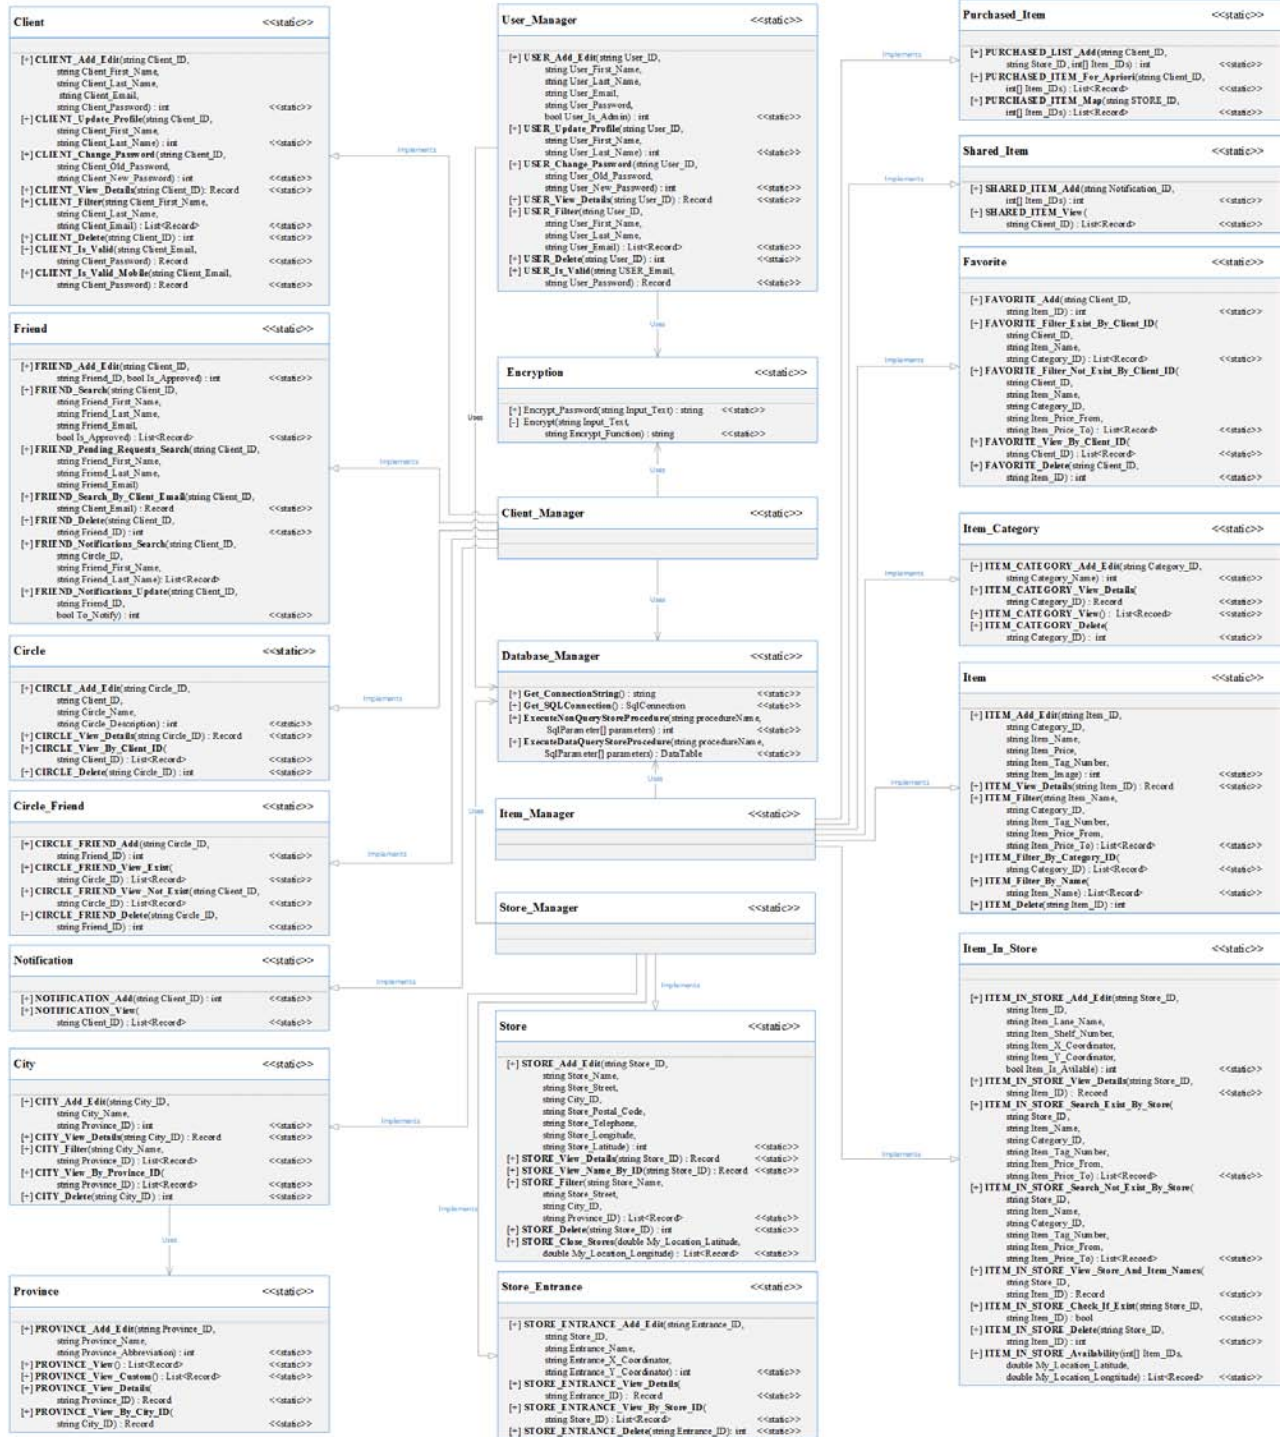 Client <<static>>
[+] CLIENT_Add_Edit(string Client_ID,
string Client_First_Name,
string Client_Last_Name,
string Client_Email,
string Client_Password) : int <<static>>
[+] CLIENT_Update_Profile(string Client_ID,
string Client_First_Name,
string Client_Last_Name) : int <<static>>
[+] CLIENT_Change_Password(string Client_ID,
string Client_Old_Password,
string Client_New_Password) : int <<static>>
[+] CLIENT_View_Details(string Client_ID): Record <<static>>
[+] CLIENT_Filter(string Client_First_Name,
string Client_Last_Name,
string Client_Email) : List<Record> <<static>>
[+] CLIENT_Delete(string Client_ID) : int <<static>>
[+] CLIENT_Is_Valid(string Client_Email,
string Client_Password) : Record <<static>>
[+] CLIENT_Is_Valid_Mobile(string Client_Email,
string Client_Password) : Record <<static>>
Friend <<static>>
[+] FRIEND_Add_Edit(string Client_ID,
string Friend_ID, bool Is_Approved) : int <<static>>
[+] FRIEND_Search(string Client_ID,
string Friend_First_Name,
string Friend_Last_Name,
string Friend_Email,
bool Is_Approved) : List<Record> <<static>>
[+] FRIEND_Pending_Requests_Search(string Client_ID,
string Friend_First_Name,
string Friend_Last_Name,
string Friend_Email)
[+] FRIEND_Search_By_Client_Email(string Client_ID,
string Client_Email) : Record <<static>>
[+] FRIEND_Delete(string Client_ID,
string Friend_ID) : int <<static>>
[+] FRIEND_Notifications_Search(string Client_ID,
string Circle_ID,
string Friend_First_Name,
string Friend_Last_Name): List<Record>
[+] FRIEND_Notifications_Update(string Client_ID,
string Friend_ID,
bool To_Notify) : int <<static>>
Circle <<static>>
[+] CIRCLE_Add_Edit(string Circle_ID,
string Client_ID,
string Circle_Name,
string Circle_Description) : int <<static>>
[+] CIRCLE_View_Details(string Circle_ID) : Record <<static>>
[+] CIRCLE_View_By_Client_ID(
string Client_ID) : List<Record> <<static>>
[+] CIRCLE_Delete(string Circle_ID) : int <<static>>
Circle_Friend <<static>>
[+] CIRCLE_FRIEND_Add(string Circle_ID,
string Friend_ID) : int <<static>>
[+] CIRCLE_FRIEND_View_Exist(
string Circle_ID) : List<Record> <<static>>
[+] CIRCLE_FRIEND_View_Not_Exist(string Client_ID,
string Circle_ID) : List<Record> <<static>>
[+] CIRCLE_FRIEND_Delete(string Circle_ID,
string Friend_ID) : int <<static>>
Notification <<static>>
[+] NOTIFICATION_Add(string Client_ID) : int <<static>>
[+] NOTIFICATION_View(
string Client_ID) : List<Record> <<static>>
City <<static>>
[+] CITY_Add_Edit(string City_ID,
string City_Name,
string Province_ID) : int <<static>>
[+] CITY_View_Details(string City_ID) : Record <<static>>
[+] CITY_Filter(string City_Name,
string Province_ID) : List<Record> <<static>>
[+] CITY_View_By_Province_ID(
string Province_ID) : List<Record> <<static>>
[+] CITY_Delete(string City_ID) : int <<static>>
Uses
Province <<static>>
[+] PROVINCE_Add_Edit(string Province_ID,
string Province_Name,
string Province_Abbreviation) : int <<static>>
[+] PROVINCE_View() : List<Record> <<static>>
[+] PROVINCE_View_Custom() : List<Record> <<static>>
[+] PROVINCE_View_Details(
string Province_ID) : Record <<static>>
[+] PROVINCE_View_By_City_ID(
string City_ID) : Record <<static>>
Implements
Implements
Implements
Implements
Implements
Implements
Implements
Uses
Uses
User_Manager <<static>>
[+] USER_Add_Edit(string User_ID,
string User_First_Name,
string User_Last_Name,
string User_Email,
string User_Password,
bool User_Is_Admin) : int <<static>>
[+] USER_Update_Profile(string User_ID,
string User_First_Name,
string User_Last_Name) : int <<static>>
[+] USER_Change_Password(string User_ID,
string User_Old_Password,
string User_New_Password) : int <<static>>
[+] USER_View_Details(string User_ID) : Record <<static>>
[+] USER_Filter(string User_ID,
string User_First_Name,
string User_Last_Name,
string User_Email) : List<Record> <<static>>
[+] USER_Delete(string User_ID) : int <<static>>
[+] USER_Is_Valid(string USER_Email,
string User_Password) : Record <<static>>
Uses
Encryption <<static>>
[+] Encrypt_Password(string Input_Text) : string <<static>>
[-] Encrypt(string Input_Text,
string Encrypt_Function) : string <<static>>
Uses
Client_Manager <<static>>
Uses
Database_Manager <<static>>
[+] Get_ConnectionString() : string <<static>>
[+] Get_SQLConnection() : SqlConnection <<static>>
[+] ExecuteNonQueryStoreProcedure(string procedureName,
SqlParameter[] parameters) : int <<static>>
[+] ExecuteDataQueryStoreProcedure(string procedureName,
SqlParameter[] parameters) : DataTable <<static>>
Uses
Item_Manager <<static>>
Store_Manager <<static>>
Implements
Store <<static>>
[+] STORE_Add_Edit(string Store_ID,
string Store_Name,
string Store_Street,
string City_ID,
string Store_Postal_Code,
string Store_Telephone,
string Store_Longitude,
string Store_Latitude) : int <<static>>
[+] STORE_View_Details(string Store_ID) : Record <<static>>
[+] STORE_View_Name_By_ID(string Store_ID) : Record <<static>>
[+] STORE_Filter(string Store_Name,
string Store_Street,
string City_ID,
string Province_ID) : List<Record> <<static>>
[+] STORE_Delete(string Store_ID) : int <<static>>
[+] STORE_Close_Stores(double My_Location_Latitude,
double My_Location_Longtitude) : List<Record> <<static>>
Store_Entrance <<static>>
[+] STORE_ENTRANCE_Add_Edit(string Entrance_ID,
string Store_ID,
string Entrance_Name,
string Entrance_X_Coordinator,
string Entrance_Y_Coordinator) : int <<static>>
[+] STORE_ENTRANCE_View_Details(
string Entrance_ID) : Record <<static>>
[+] STORE_ENTRANCE_View_By_Store_ID(
string Store_ID) : List<Record> <<static>>
[+] STORE_ENTRANCE_Delete(string Entrance_ID): int <<static>>
Implements
Implements
Implements
Implements
Implements
Implements
Purchased_Item <<static>>
[+] PURCHASED_LIST_Add(string Client_ID,
string Store_ID, int[] Item_IDs) : int <<static>>
[+] PURCHASED_ITEM_For_Apriori(string Client_ID,
int[] Item_IDs) : List<Record> <<static>>
[+] PURCHASED_ITEM_Map(string STORE_ID,
int[] Item_IDs) : List<Record> <<static>>
Shared_Item <<static>>
[+] SHARED_ITEM_Add(string Notification_ID,
int[] Item_IDs) : int <<static>>
[+] SHARED_ITEM_View(
string Client_ID) : List<Record> <<static>>
Favorite <<static>>
[+] FAVORITE_Add(string Client_ID,
string Item_ID) : int <<static>>
[+] FAVORITE_Filter_Exist_By_Client_ID(
string Client_ID,
string Item_Name,
string Category_ID) : List<Record> <<static>>
[+] FAVORITE_Filter_Not_Exist_By_Client_ID(
string Client_ID,
string Item_Name,
string Category_ID,
string Item_Price_From,
string Item_Price_To) : List<Record> <<static>>
[+] FAVORITE_View_By_Client_ID(
string Client_ID) : List<Record> <<static>>
[+] FAVORITE_Delete(string Client_ID,
string Item_ID) : int <<static>>
Item_Category <<static>>
[+] ITEM_CATEGORY_Add_Edit(string Category_ID,
string Category_Name) : int <<static>>
[+] ITEM_CATEGORY_View_Details(
string Category_ID) : Record <<static>>
[+] ITEM_CATEGORY_View() : List<Record> <<static>>
[+] ITEM_CATEGORY_Delete(
string Category_ID) : int <<static>>
Item <<static>>
[+] ITEM_Add_Edit(string Item_ID,
string Category_ID,
string Item_Name,
string Item_Price,
string Item_Tag_Number,
string Item_Image) : int <<static>>
[+] ITEM_View_Details(string Item_ID) : Record <<static>>
[+] ITEM_Filter(string Item_Name,
string Category_ID,
string Item_Tag_Number,
string Item_Price_From,
string Item_Price_To) : List<Record> <<static>>
[+] ITEM_Filter_By_Category_ID(
string Category_ID) : List<Record> <<static>>
[+] ITEM_Filter_By_Name(
string Item_Name) : List<Record> <<static>>
[+] ITEM_Delete(string Item_ID) : int
Item_In_Store <<static>>
[+] ITEM_IN_STORE_Add_Edit(string Store_ID,
string Item_ID,
string Item_Lane_Name,
string Item_Shelf_Number,
string Item_X_Coordinator,
string Item_Y_Coordinator,
bool Item_Is_Avilable) : int <<static>>
[+] ITEM_IN_STORE_View_Details(string Store_ID,
string Item_ID) : Record <<static>>
[+] ITEM_IN_STORE_Search_Exist_By_Store(
string Store_ID,
string Item_Name,
string Category_ID,
string Item_Tag_Number,
string Item_Price_From,
string Item_Price_To) : List<Record> <<static>>
[+] ITEM_IN_STORE_Search_Not_Exist_By_Store(
string Store_ID,
string Item_Name,
string Category_ID,
string Item_Tag_Number,
string Item_Price_From,
string Item_Price_To) : List<Record> <<static>>
[+] ITEM_IN_STORE_View_Store_And_Item_Names(
string Store_ID,
string Item_ID) : Record <<static>>
[+] ITEM_IN_STORE_Check_If_Exist(string Store_ID,
string Item_ID) : bool <<static>>
[+] ITEM_IN_STORE_Delete(string Store_ID,
string Item_ID) : int <<static>>
[+] ITEM_IN_STORE_Availability(int[] Item_IDs,
double My_Location_Latitude,
double My_Location_Longtitude) : List<Record> <<static>>